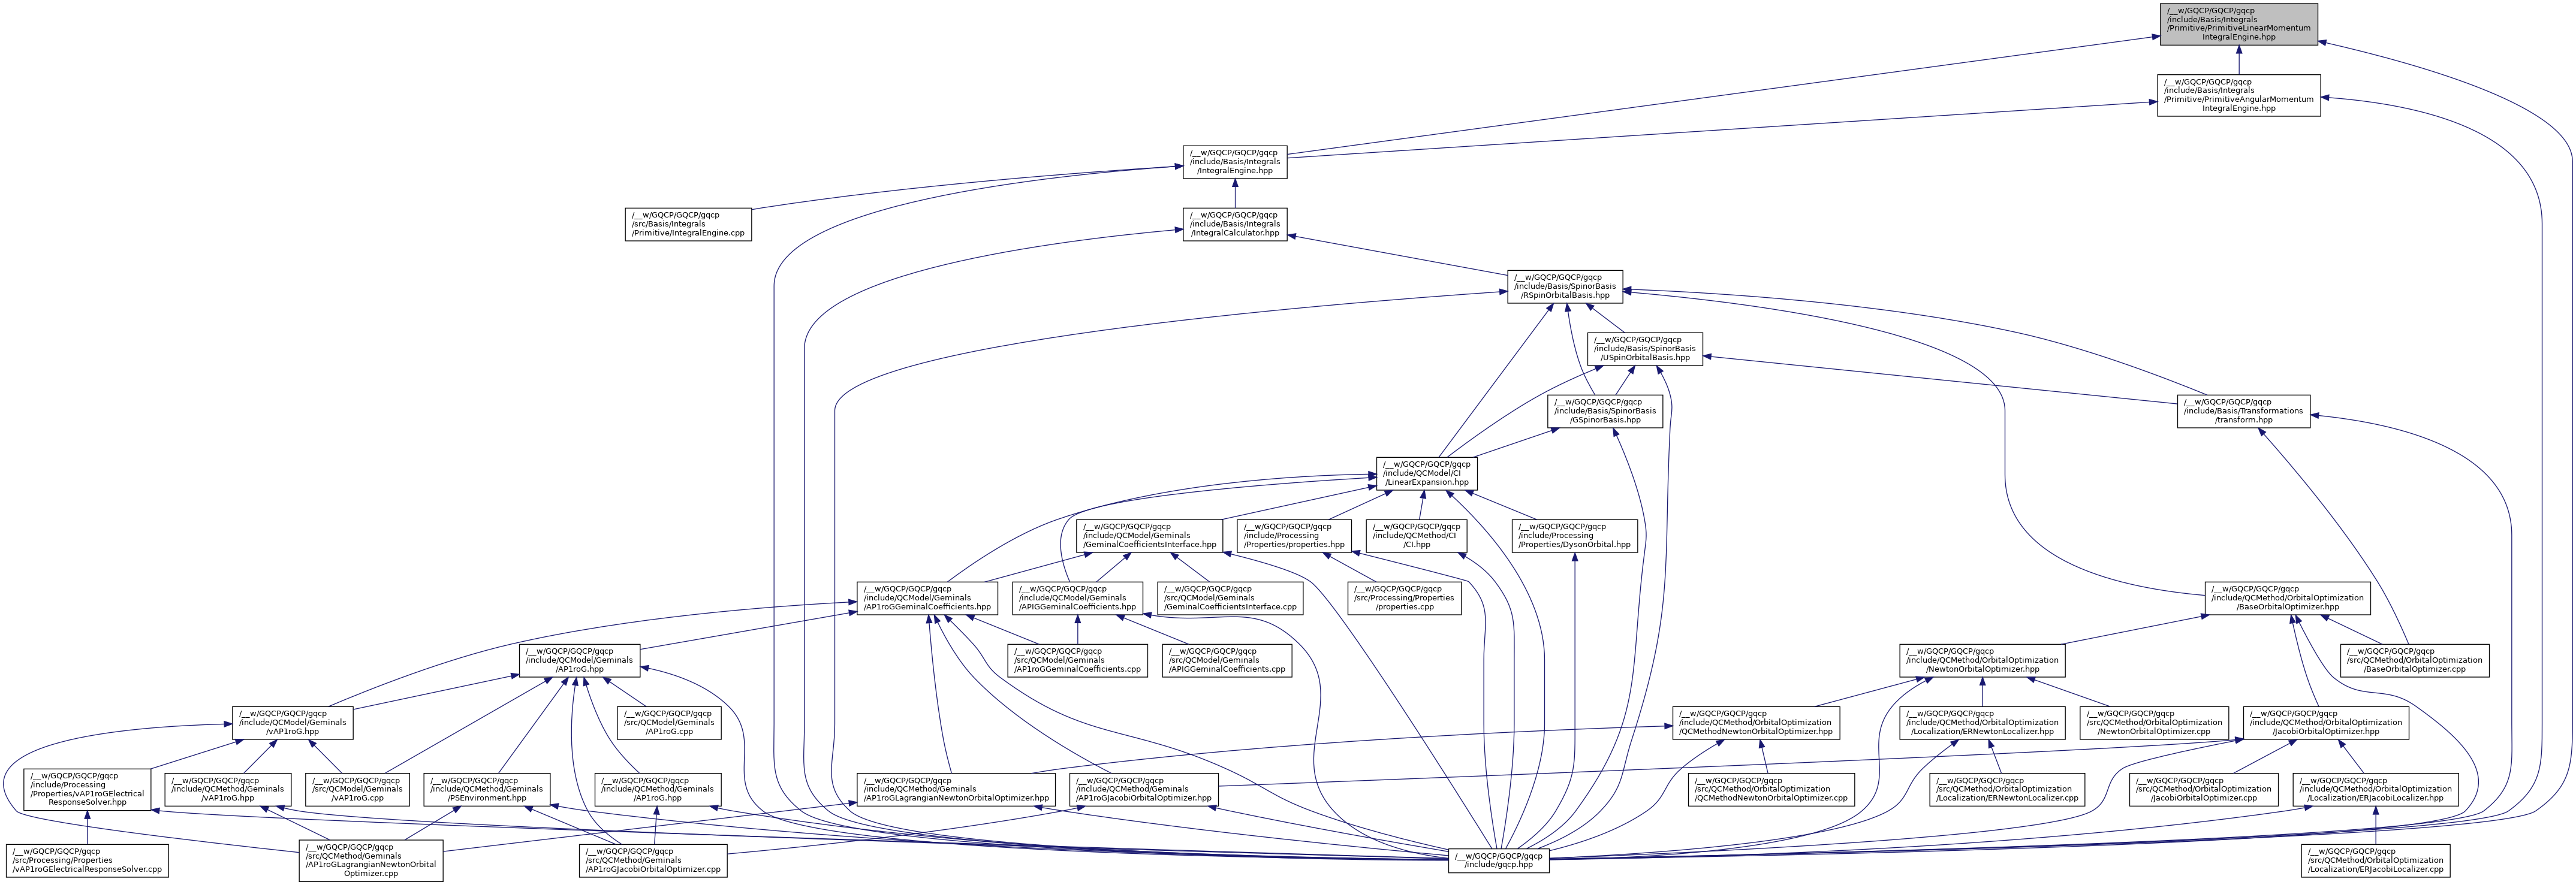 /__w/GQCP/GQCP/gqcp
/include/Basis/Integrals
/Primitive/PrimitiveLinearMomentum
IntegralEngine.hpp
/__w/GQCP/GQCP/gqcp
/include/Basis/Integrals
/Primitive/PrimitiveAngularMomentum
IntegralEngine.hpp
/__w/GQCP/GQCP/gqcp
/include/Basis/Integrals
/IntegralEngine.hpp
/__w/GQCP/GQCP/gqcp
/src/Basis/Integrals
/Primitive/IntegralEngine.cpp
/__w/GQCP/GQCP/gqcp
/include/Basis/Integrals
/IntegralCalculator.hpp
/__w/GQCP/GQCP/gqcp
/include/Basis/SpinorBasis
/RSpinOrbitalBasis.hpp
/__w/GQCP/GQCP/gqcp
/include/Basis/SpinorBasis
/USpinOrbitalBasis.hpp
/__w/GQCP/GQCP/gqcp
/include/Basis/SpinorBasis
/GSpinorBasis.hpp
/__w/GQCP/GQCP/gqcp
/include/Basis/Transformations
/transform.hpp
/__w/GQCP/GQCP/gqcp
/include/QCModel/CI
/LinearExpansion.hpp
/__w/GQCP/GQCP/gqcp
/include/QCModel/Geminals
/GeminalCoefficientsInterface.hpp
/__w/GQCP/GQCP/gqcp
/include/Processing
/Properties/properties.hpp
/__w/GQCP/GQCP/gqcp
/include/QCMethod/CI
/CI.hpp
/__w/GQCP/GQCP/gqcp
/include/Processing
/Properties/DysonOrbital.hpp
/__w/GQCP/GQCP/gqcp
/include/QCModel/Geminals
/AP1roGGeminalCoefficients.hpp
/__w/GQCP/GQCP/gqcp
/include/QCModel/Geminals
/APIGGeminalCoefficients.hpp
/__w/GQCP/GQCP/gqcp
/src/QCModel/Geminals
/GeminalCoefficientsInterface.cpp
/__w/GQCP/GQCP/gqcp
/src/Processing/Properties
/properties.cpp
/__w/GQCP/GQCP/gqcp
/include/QCMethod/OrbitalOptimization
/BaseOrbitalOptimizer.hpp
/__w/GQCP/GQCP/gqcp
/include/QCModel/Geminals
/AP1roG.hpp
/__w/GQCP/GQCP/gqcp
/src/QCModel/Geminals
/AP1roGGeminalCoefficients.cpp
/__w/GQCP/GQCP/gqcp
/src/QCModel/Geminals
/APIGGeminalCoefficients.cpp
/__w/GQCP/GQCP/gqcp
/include/QCMethod/OrbitalOptimization
/NewtonOrbitalOptimizer.hpp
/__w/GQCP/GQCP/gqcp
/src/QCMethod/OrbitalOptimization
/BaseOrbitalOptimizer.cpp
/__w/GQCP/GQCP/gqcp
/include/QCModel/Geminals
/vAP1roG.hpp
/__w/GQCP/GQCP/gqcp
/src/QCModel/Geminals
/AP1roG.cpp
/__w/GQCP/GQCP/gqcp
/include/QCMethod/OrbitalOptimization
/QCMethodNewtonOrbitalOptimizer.hpp
/__w/GQCP/GQCP/gqcp
/include/QCMethod/OrbitalOptimization
/Localization/ERNewtonLocalizer.hpp
/__w/GQCP/GQCP/gqcp
/src/QCMethod/OrbitalOptimization
/NewtonOrbitalOptimizer.cpp
/__w/GQCP/GQCP/gqcp
/include/QCMethod/OrbitalOptimization
/JacobiOrbitalOptimizer.hpp
/__w/GQCP/GQCP/gqcp
/include/Processing
/Properties/vAP1roGElectrical
ResponseSolver.hpp
/__w/GQCP/GQCP/gqcp
/include/QCMethod/Geminals
/vAP1roG.hpp
/__w/GQCP/GQCP/gqcp
/src/QCModel/Geminals
/vAP1roG.cpp
/__w/GQCP/GQCP/gqcp
/include/QCMethod/Geminals
/PSEnvironment.hpp
/__w/GQCP/GQCP/gqcp
/include/QCMethod/Geminals
/AP1roG.hpp
/__w/GQCP/GQCP/gqcp
/include/QCMethod/Geminals
/AP1roGLagrangianNewtonOrbitalOptimizer.hpp
/__w/GQCP/GQCP/gqcp
/include/QCMethod/Geminals
/AP1roGJacobiOrbitalOptimizer.hpp
/__w/GQCP/GQCP/gqcp
/src/QCMethod/OrbitalOptimization
/QCMethodNewtonOrbitalOptimizer.cpp
/__w/GQCP/GQCP/gqcp
/src/QCMethod/OrbitalOptimization
/Localization/ERNewtonLocalizer.cpp
/__w/GQCP/GQCP/gqcp
/src/QCMethod/OrbitalOptimization
/JacobiOrbitalOptimizer.cpp
/__w/GQCP/GQCP/gqcp
/include/QCMethod/OrbitalOptimization
/Localization/ERJacobiLocalizer.hpp
/__w/GQCP/GQCP/gqcp
/src/Processing/Properties
/vAP1roGElectricalResponseSolver.cpp
/__w/GQCP/GQCP/gqcp
/src/QCMethod/Geminals
/AP1roGLagrangianNewtonOrbital
Optimizer.cpp
/__w/GQCP/GQCP/gqcp
/src/QCMethod/Geminals
/AP1roGJacobiOrbitalOptimizer.cpp
/__w/GQCP/GQCP/gqcp
/include/gqcp.hpp
/__w/GQCP/GQCP/gqcp
/src/QCMethod/OrbitalOptimization
/Localization/ERJacobiLocalizer.cpp